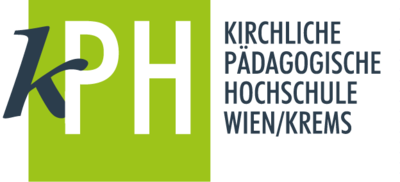 kPH
KIRCHLICHE
PÄDAGOGISCHE
HOCHSCHULE
WIEN/KREMS